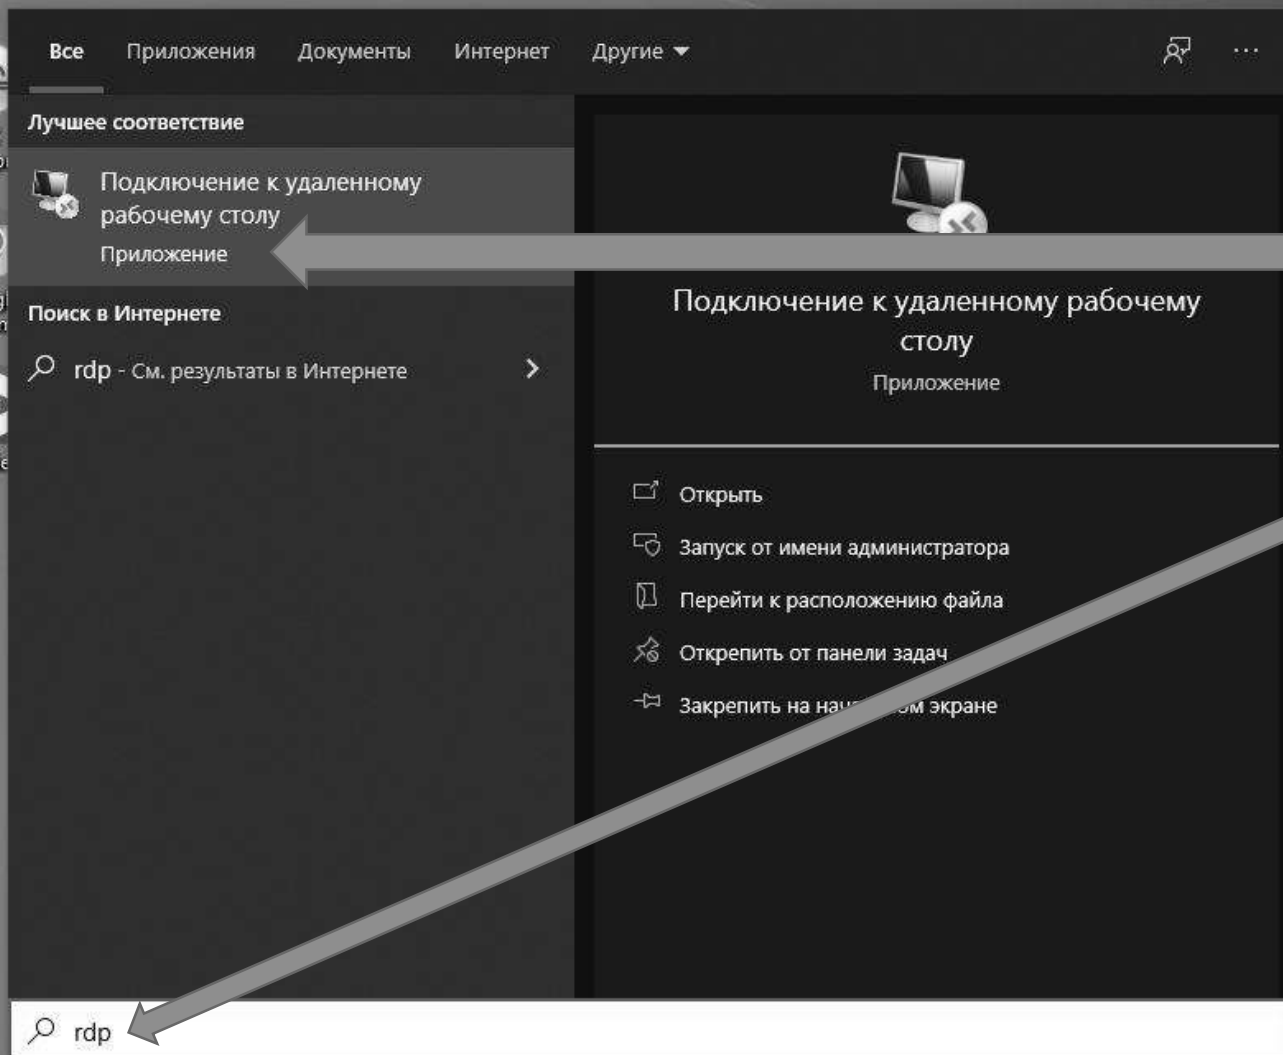 Все Приложения Документы Интернет Другие
Лучшее соответствие
Подключение к удаленному
рабочему столу
Приложение
Поиск в Интернете
rdp - См. результаты в Интернете
Подключение к удаленному рабочему
столу
Приложение
Открыть
Запуск от имени администратора
Перейти к расположению файла
Открепить от панели задач
Закрепить на экране
rdp